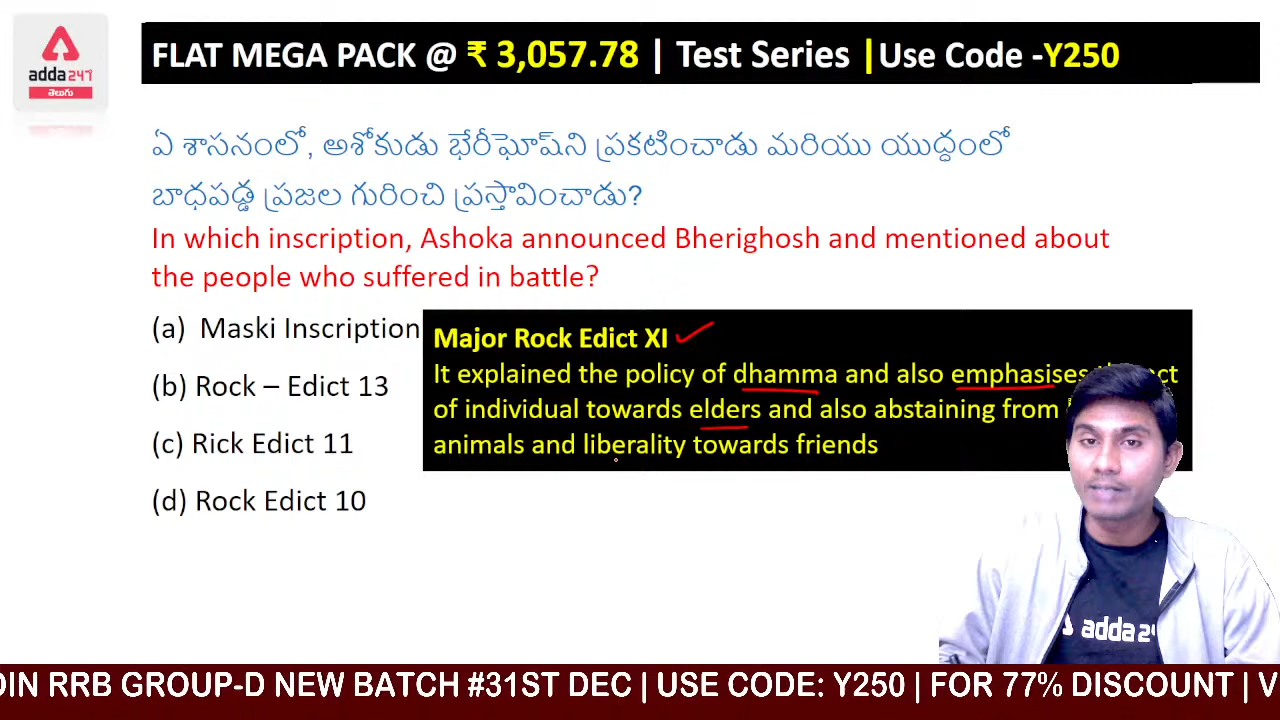 adda247
తెలుగు
FLAT MEGA PACK @ ₹ 3,057.78 | Test Series |Use Code -Y250
ఏ శాసనంలో, అశోకుడు భేరీఘోష్‌ని ప్రకటించాడు మరియు యుద్ధంలో
బాధపడ్డ ప్రజల గురించి ప్రస్తావించాడు?
In which inscription, Ashoka announced Bherighosh and mentioned about
the people who suffered in battle?
(a) Maski Inscription
(b) Rock – Edict 13
(c) Rick Edict 11
(d) Rock Edict 10
Major Rock Edict XI
It explained the policy of dhamma and also emphasises
of individual towards elders and also abstaining from
animals and liberality towards friends
adda 2
OIN RRB GROUP-D NEW BATCH #31ST DEC | USE CODE: Y250 | FOR 77% DISCOUNT | V